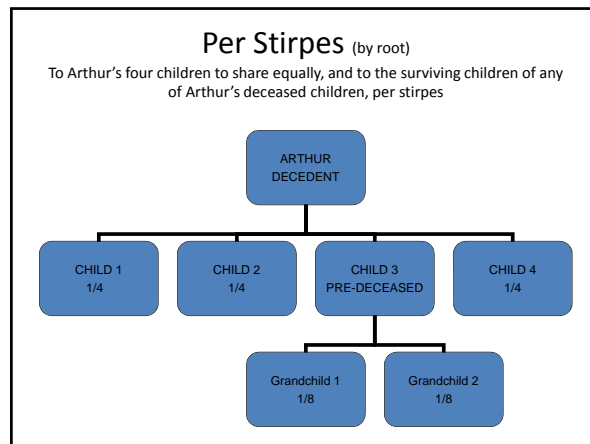 Per Stirpes (by root)
To Arthur’s four children to share equally, and to the surviving children of any
of Arthur’s deceased children, per stirpes
ARTHUR
DECEDENT
CHILD 1
1/4
CHILD 2
1/4
CHILD 3
PRE-DECEASED
CHILD 4
1/4
Grandchild 1
1/8
Grandchild 2
1/8